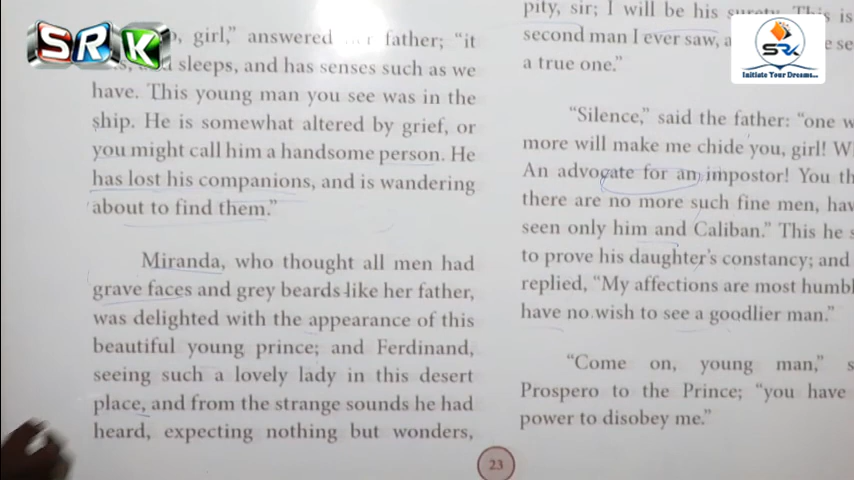 SRK
girl,” answered her father; “it
sleeps, and has senses such as we
have. This young man you see was in the
ship. He is somewhat altered by grief, or
you might call him a handsome person. He
has lost his companions, and is wandering
about to find them.”
Miranda, who thought all men had
grave faces and grey beards like her father,
was delighted with the appearance of this
beautiful young prince; and Ferdinand,
seeing such a lovely lady in this desert
place, and from the strange sounds he had
heard, expecting nothing but wonders,
pity, sir; I will be his surety. This is
second man I ever saw,
a true one.”
“Silence,” said the father: “one
more will make me chide you, girl!
An advocate for an impostor! You
there are no more such fine men,
seen only him and Caliban.” This he
to prove his daughter's constancy; and
replied, “My affections are most
have no wish to see a goodlier man.”
“Come on, young man,”
Prospero to the Prince; “you have
power to disobey me.”
23
SRK
Initiate Your Dreams...